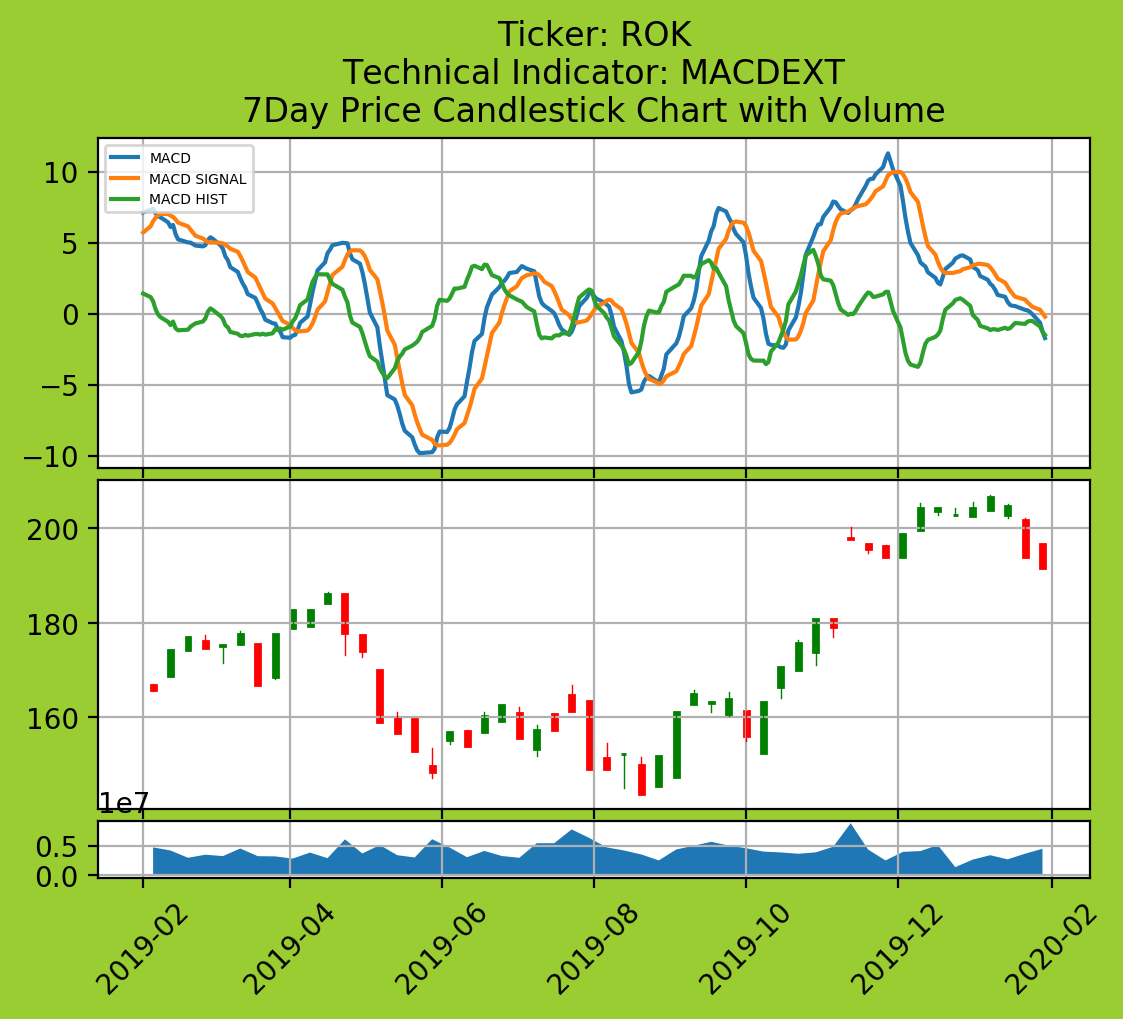 Ticker: ROK
Technical Indicator: MACDEXT
7Day Price Candlestick Chart with Volume
MACD
MACD SIGNAL
MACD HIST
10
5
0
−5
−10
200
180
160
1e7
0.5
0.0
2019-02
2019-04
2019-06
2019-08
2019-10
2019-12
2020-02